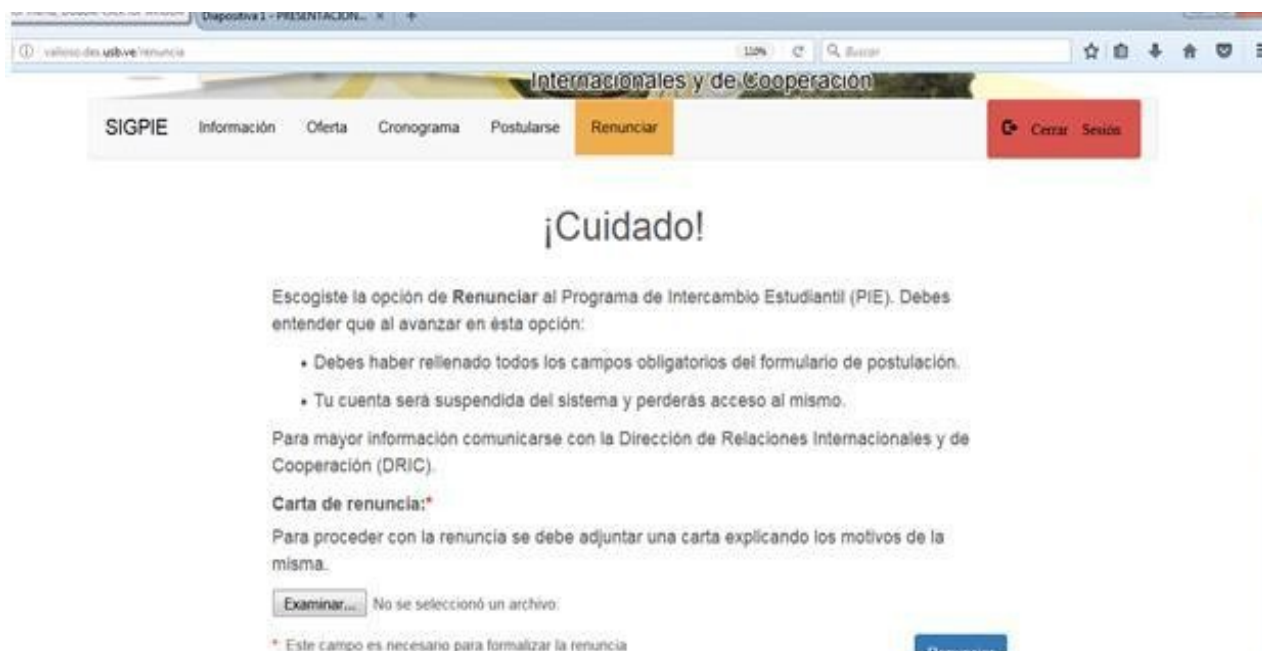 Diapositiva 1 - PRESENTACION...
usb.ve/renuncia
110%
Buscar
Internacionales y de Cooperación
SIGPIE Información Oferta Cronograma Postularse Renunciar Cerrar Sesión
¡Cuidado!
Escogiste la opción de Renunciar al Programa de Intercambio Estudiantil (PIE). Debes
entender que al avanzar en ésta opción:
• Debes haber rellenado todos los campos obligatorios del formulario de postulación.
• Tu cuenta será suspendida del sistema y perderás acceso al mismo.
Para mayor información comunicarse con la Dirección de Relaciones Internacionales y de
Cooperación (DRIC).
Carta de renuncia:*
Para proceder con la renuncia se debe adjuntar una carta explicando los motivos de la
misma.
Examinar... No se seleccionó un archivo.
* Este campo es necesario para formalizar la renuncia
Renunciar